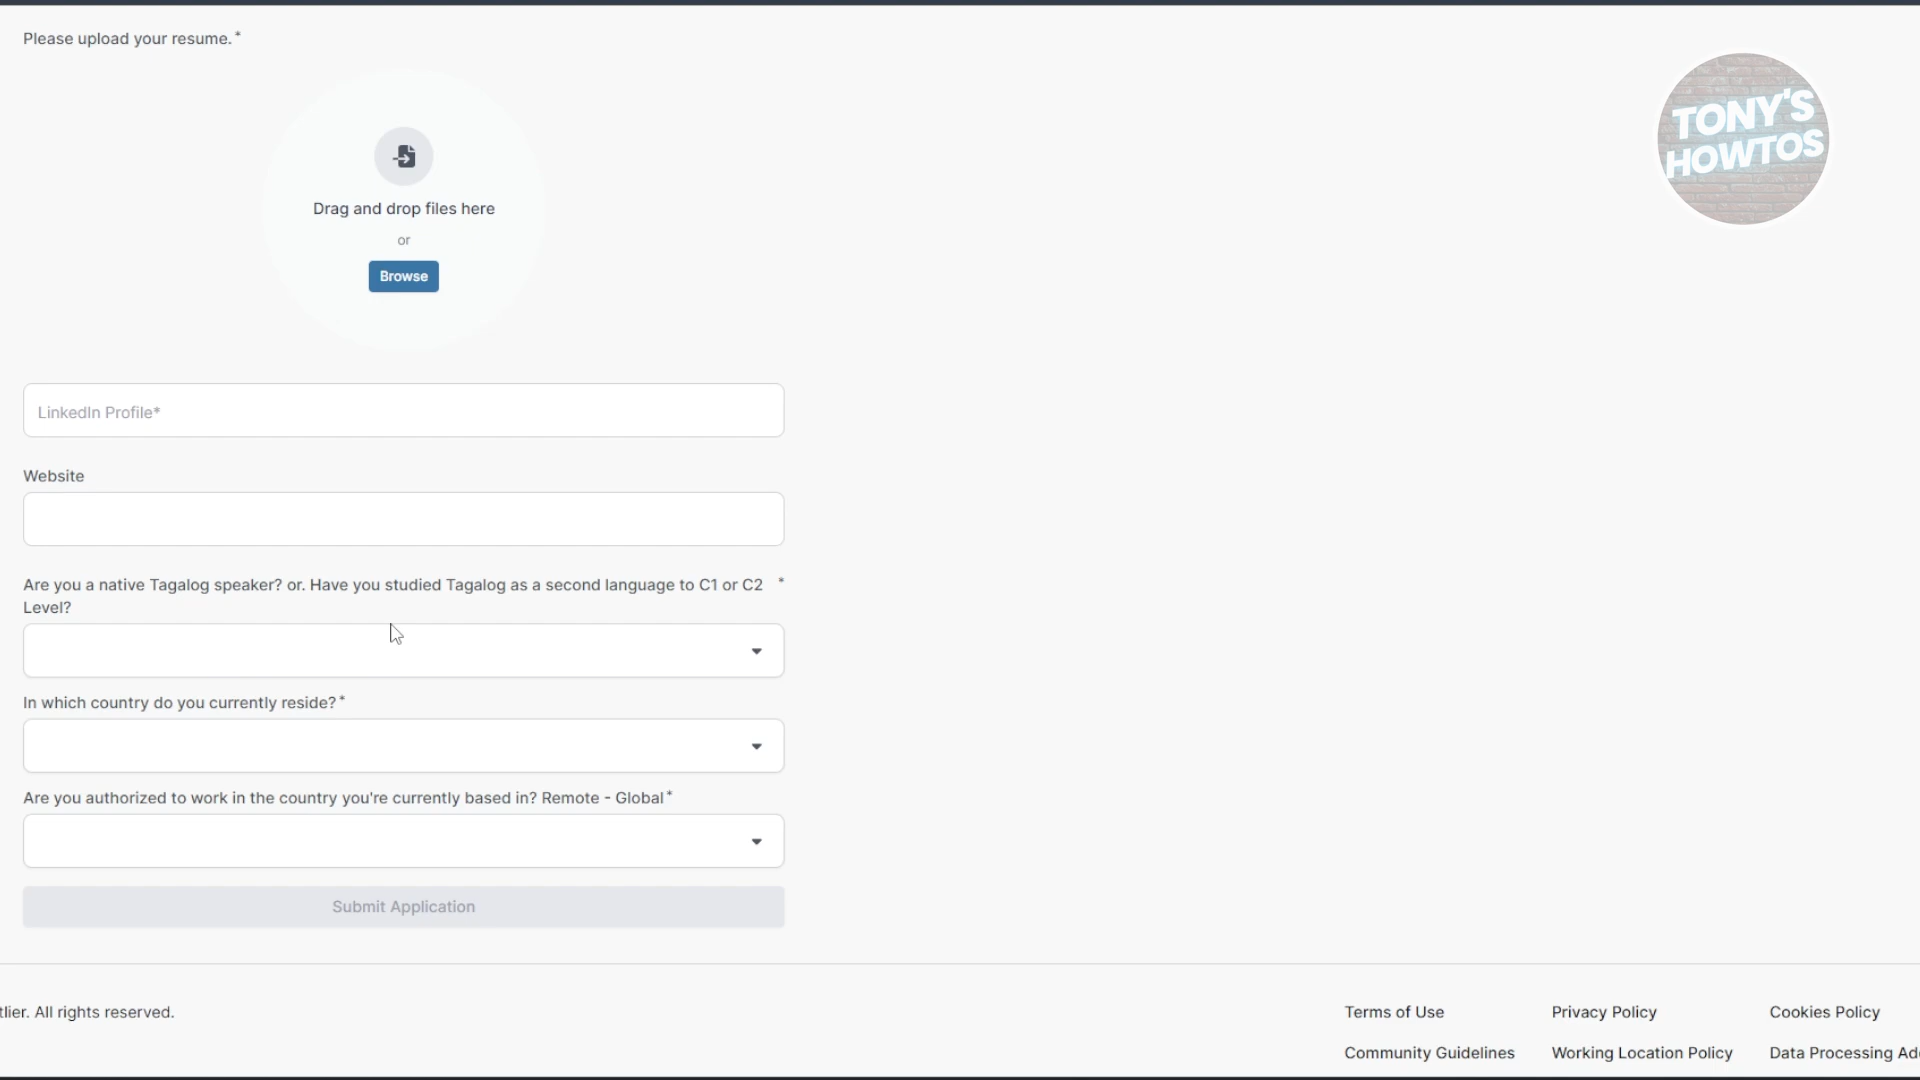 Please upload your resume.*
TONY'S
HOWTOS
Drag and drop files here
or
Browse
LinkedIn Profile*
Website
Are you a native Tagalog speaker? or. Have you studied Tagalog as a second language to C1 or C2 *
Level?
In which country do you currently reside?*
Are you authorized to work in the country you're currently based in? Remote - Global*
Submit Application
tlier. All rights reserved.
Terms of Use
Privacy Policy
Cookies Policy
Community Guidelines
Working Location Policy
Data Processing